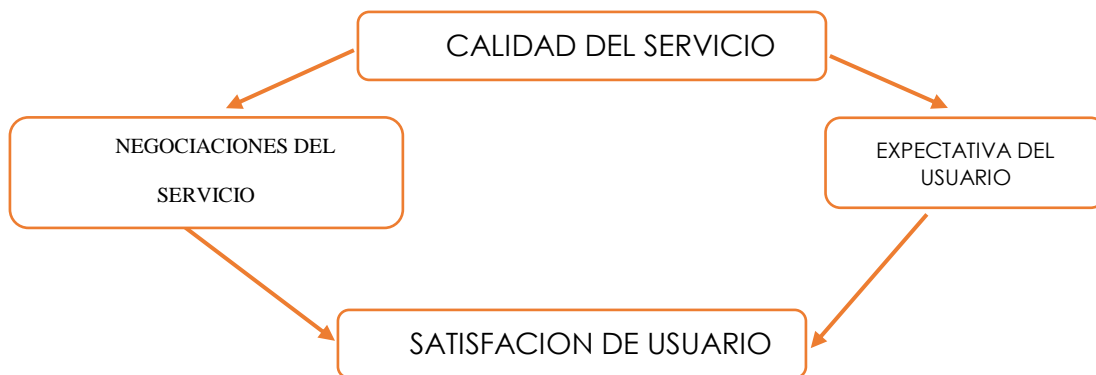 CALIDAD DEL SERVICIO
NEGOCIACIONES DEL
SERVICIO
EXPECTATIVA DEL
USUARIO
SATISFACION DE USUARIO